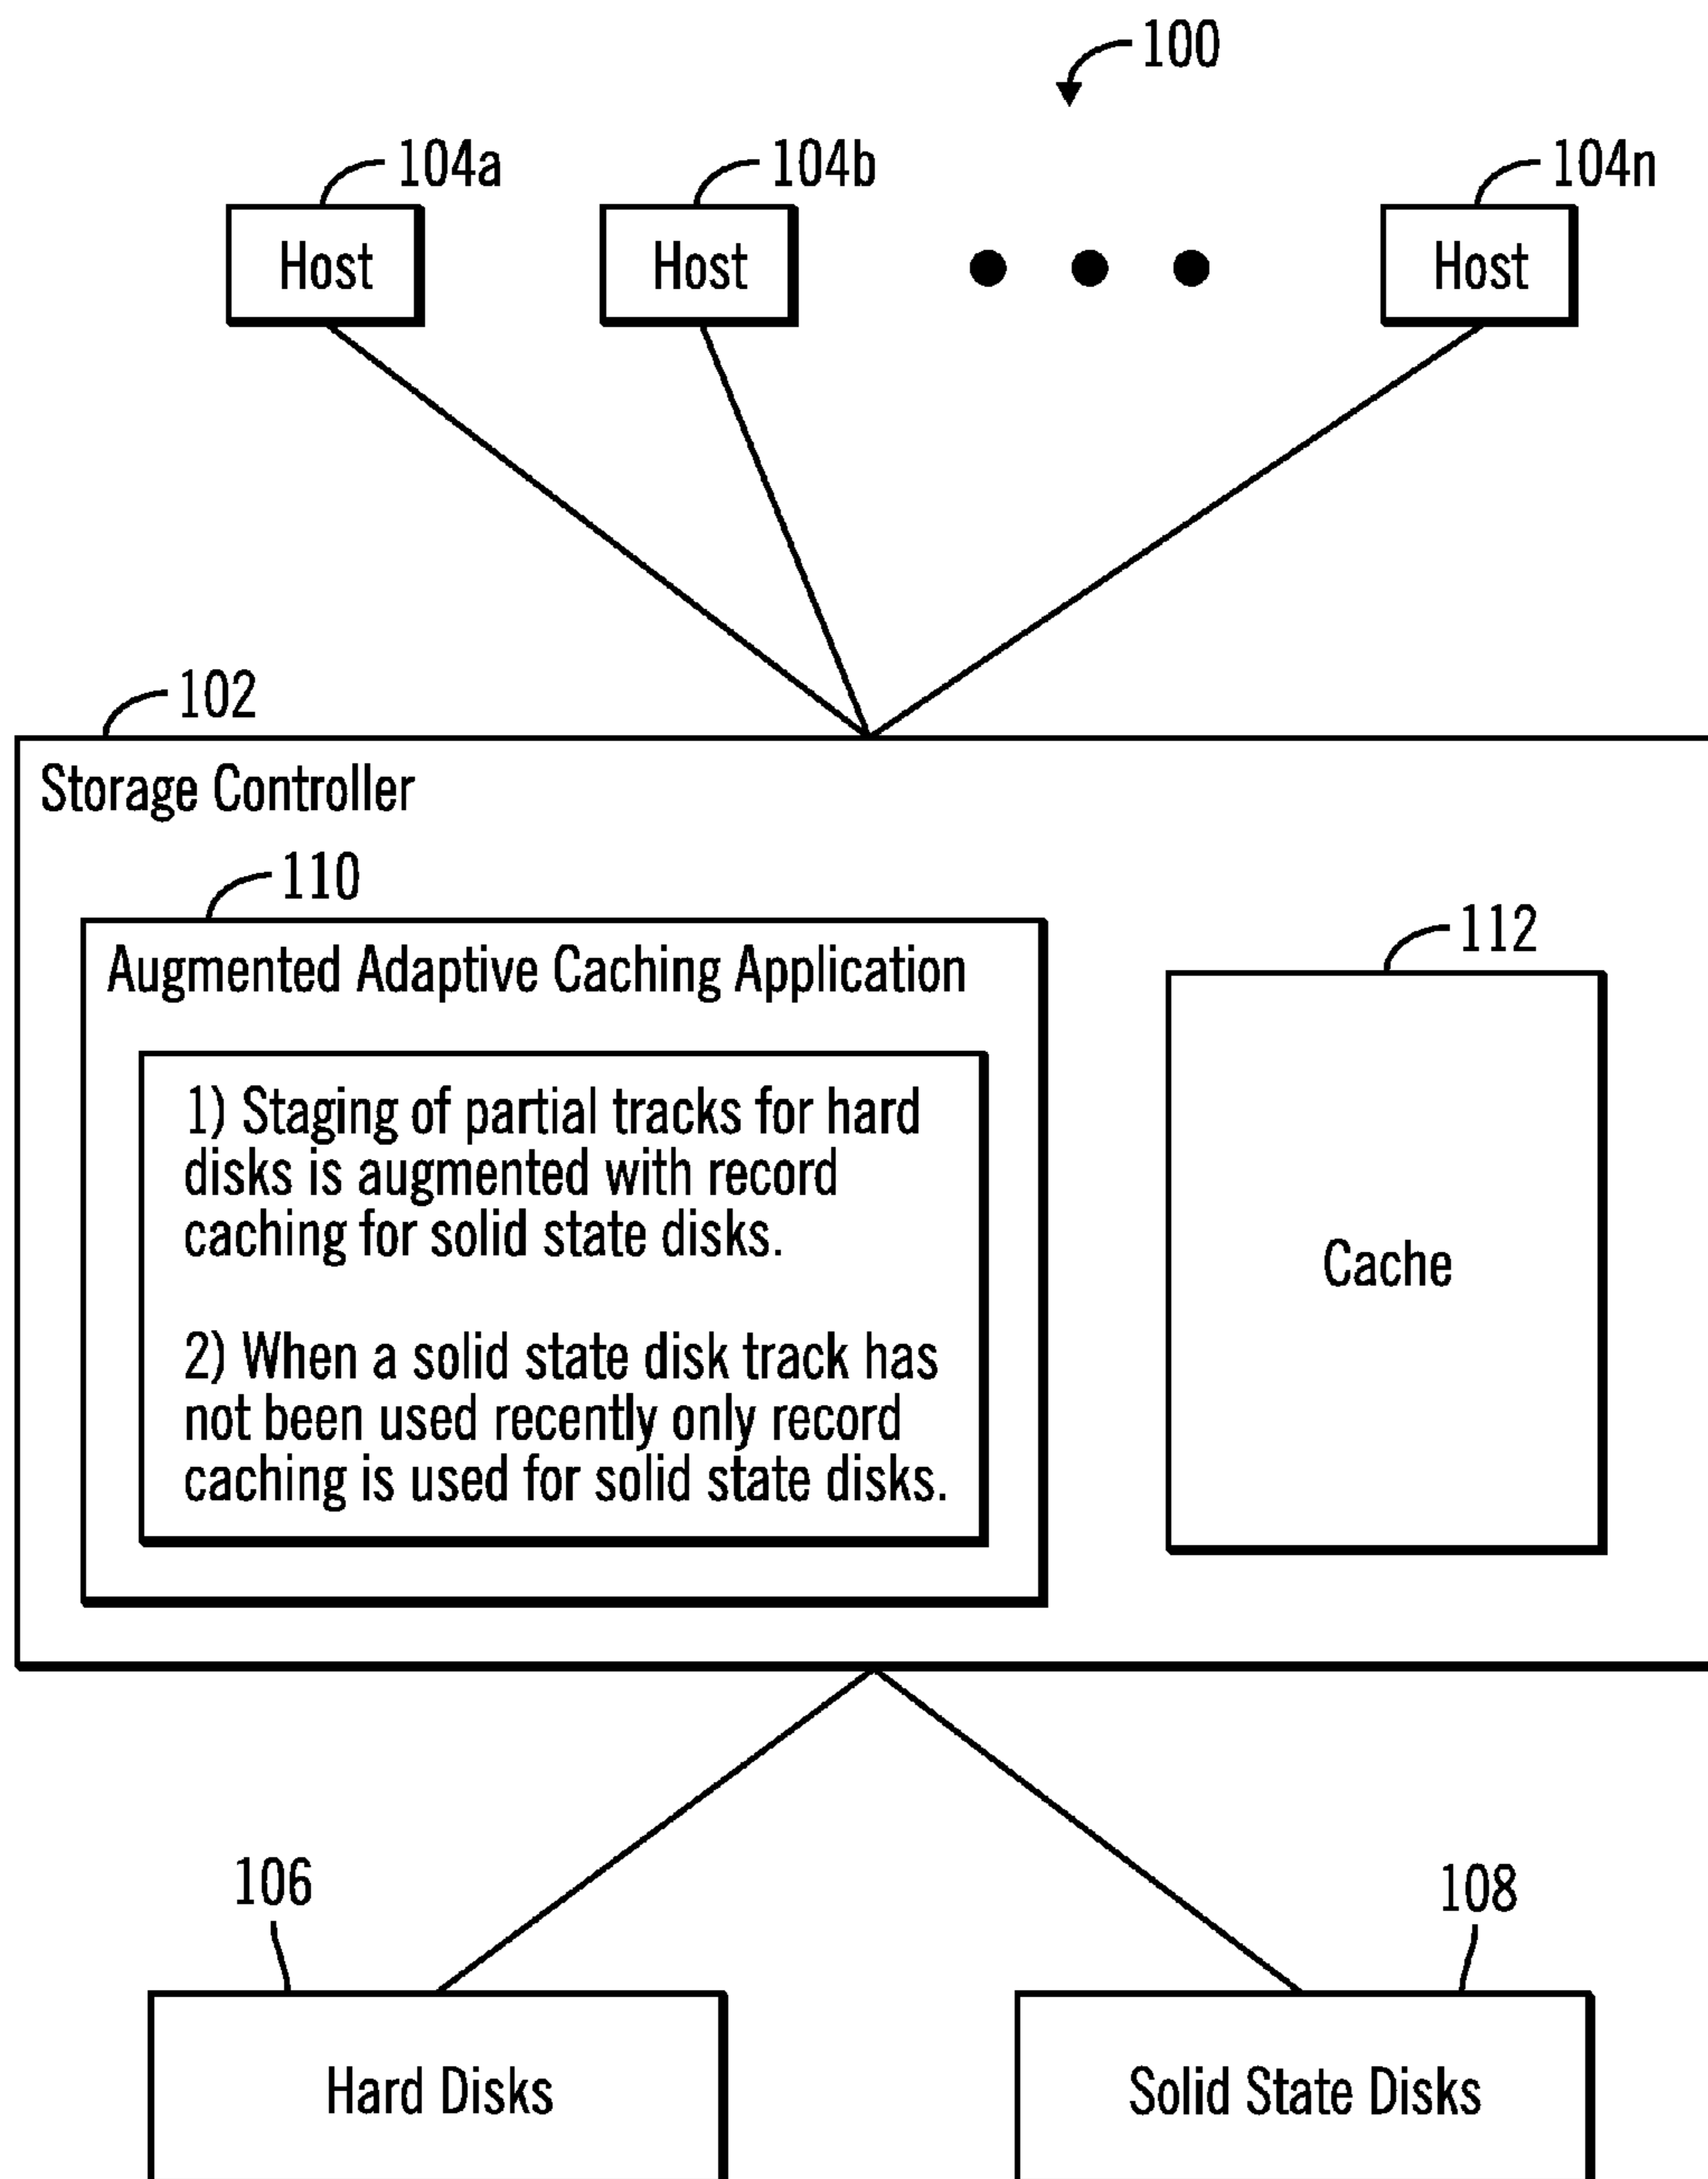 100
104a
104b
104n
Host
Host
Host
102
Storage Controller
110
Augmented Adaptive Caching Application
1) Staging of partial tracks for hard
disks is augmented with record
caching for solid state disks.
2) When a solid state disk track has
not been used recently only record
caching is used for solid state disks.
112
Cache
106
108
Hard Disks
Solid State Disks